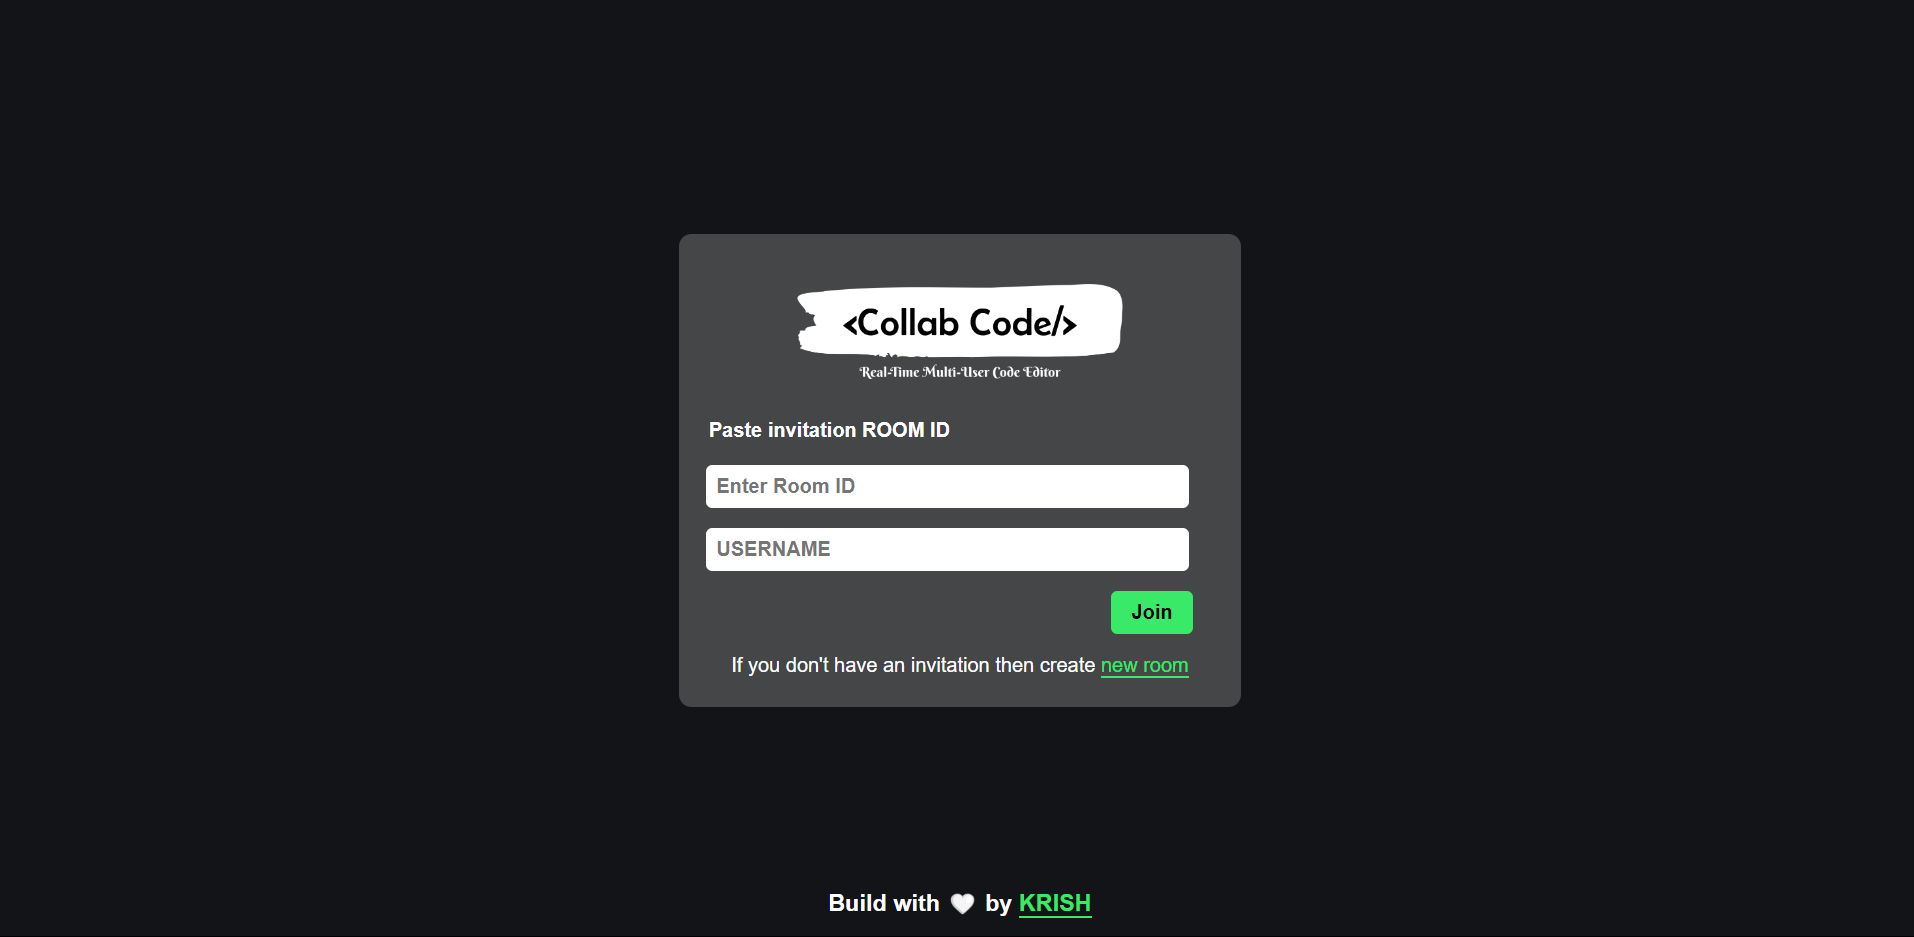 <Collab Code/>
Real-Time Multi-User Code Editor
Paste invitation ROOM ID
Enter Room ID
USERNAME
Join
If you don't have an invitation then create new room
Build with 🤍 by KRISH